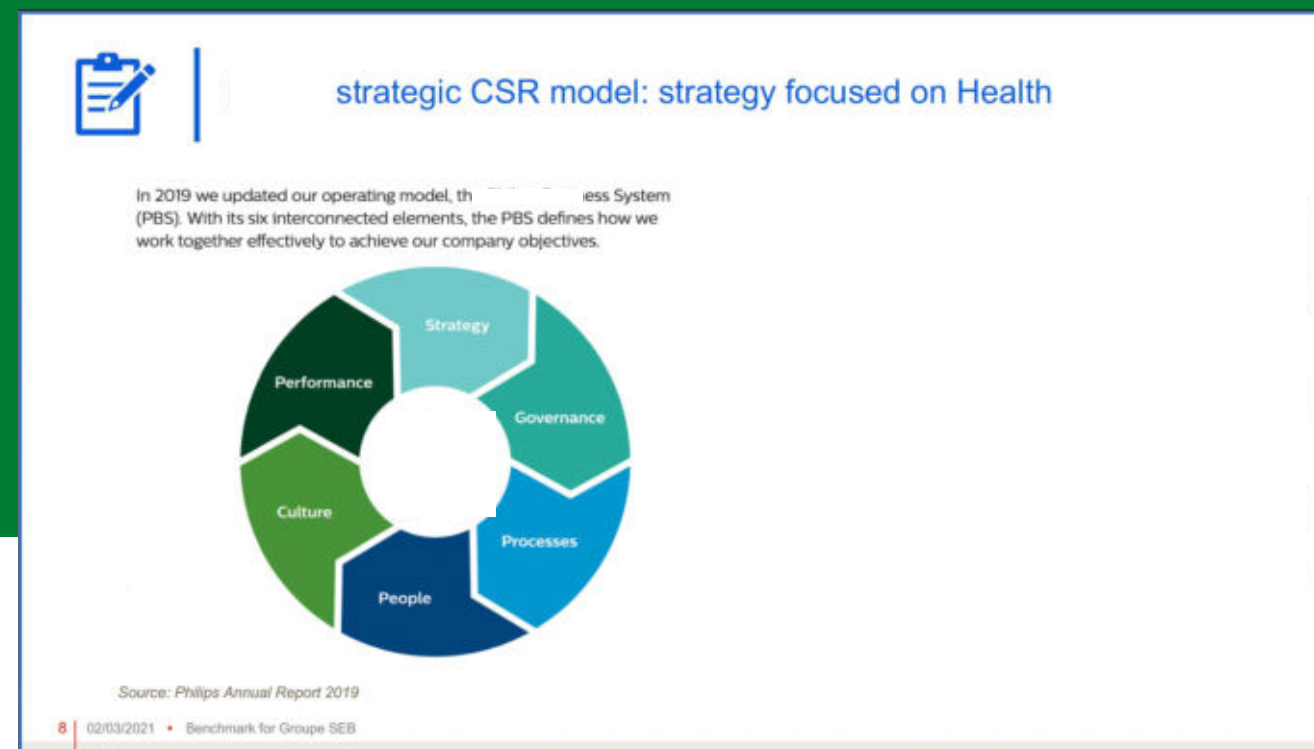 strategic CSR model: strategy focused on Health
In 2019 we updated our operating model, th ess System
(PBS). With its six interconnected elements, the PBS defines how we
work together effectively to achieve our company objectives.
Strategy
Performance
Governance
Culture
Processes
People
Source: Philips Annual Report 2019
8 02/03/2021 • Benchmark for Groupe SEB